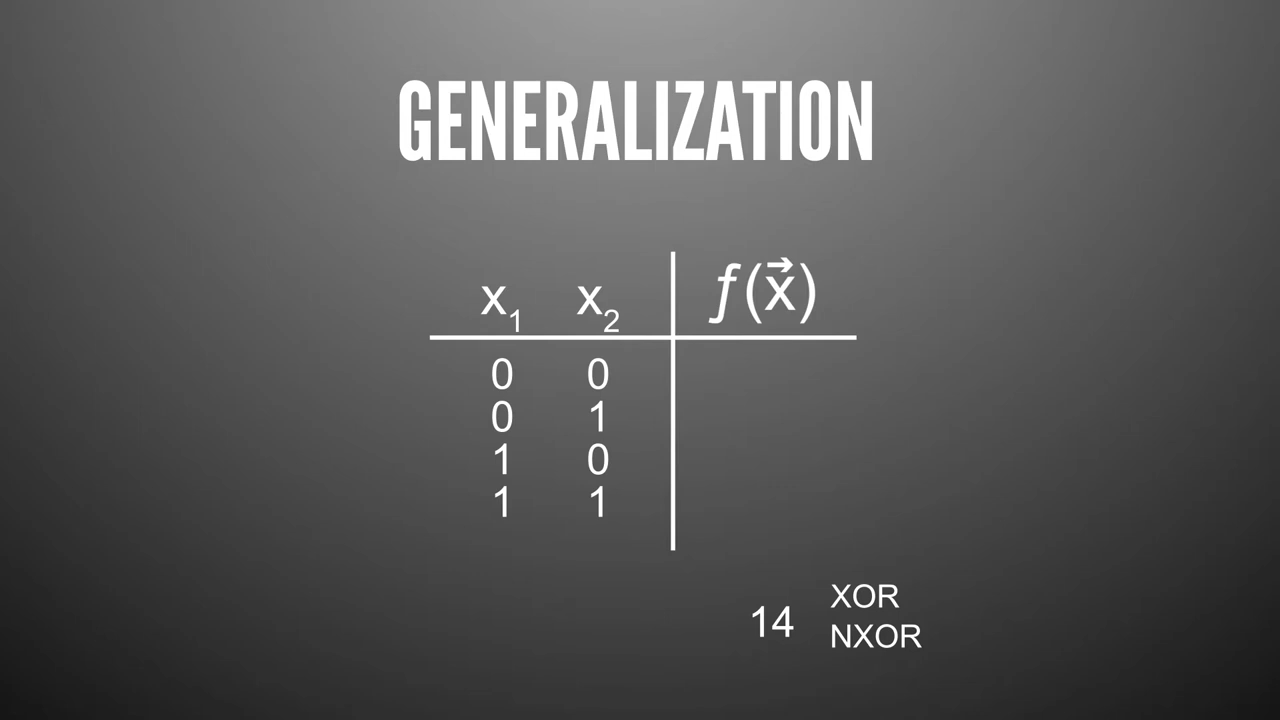 GENERALIZATION
x₁ x₂ f(x⃗)
0 0
0 1
1 0
1 1
14
XOR
NXOR